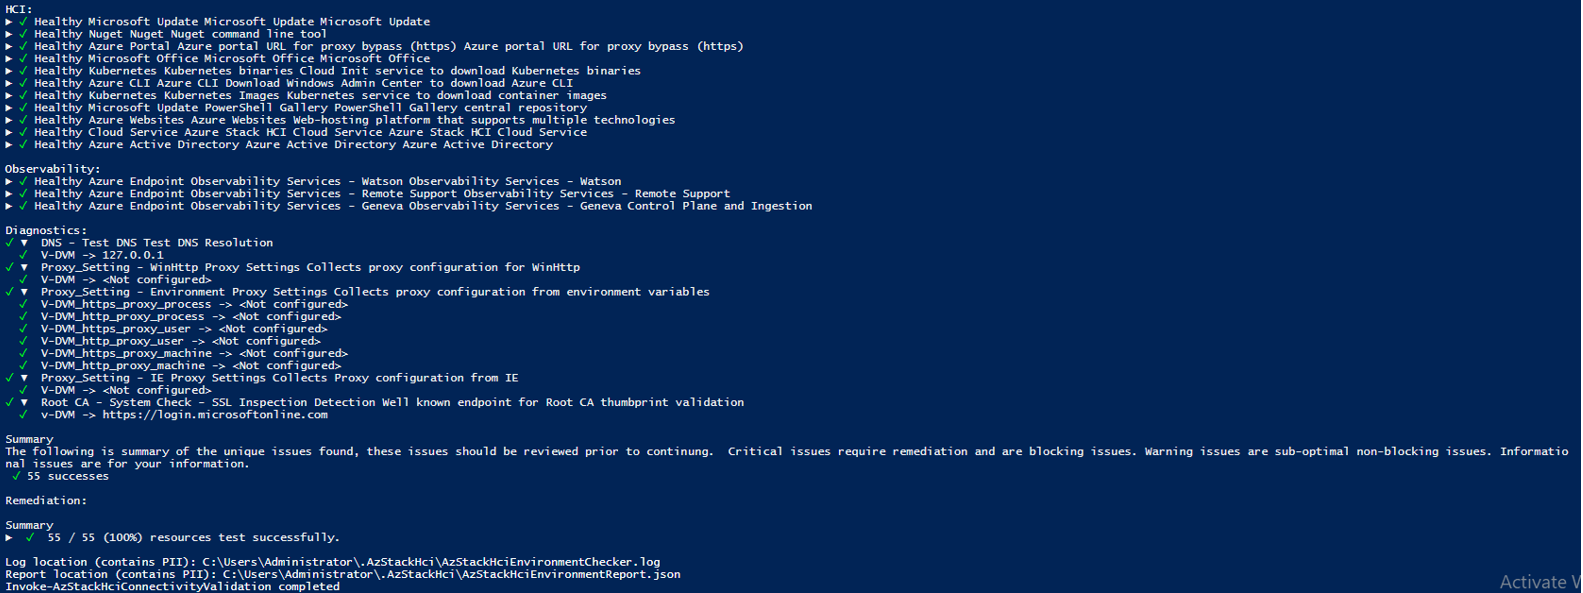 HCI:
▶ ✓ Healthy Microsoft Update Microsoft Update Microsoft Update
▶ ✓ Healthy Nuget Nuget Nuget command line tool
▶ ✓ Healthy Azure Portal Azure portal URL for proxy bypass (https) Azure portal URL for proxy bypass (https)
▶ ✓ Healthy Microsoft Office Microsoft Office Microsoft Office
▶ ✓ Healthy Kubernetes Kubernetes binaries Cloud Init service to download Kubernetes binaries
▶ ✓ Healthy Azure CLI Azure CLI Download Windows Admin Center to download Azure CLI
▶ ✓ Healthy Kubernetes Kubernetes Images Kubernetes service to download container images
▶ ✓ Healthy Microsoft Update PowerShell Gallery PowerShell Gallery central repository
▶ ✓ Healthy Azure Websites Azure Websites Web-hosting platform that supports multiple technologies
▶ ✓ Healthy Cloud Service Azure Stack HCI Cloud Service Azure Stack HCI Cloud Service
▶ ✓ Healthy Azure Active Directory Azure Active Directory Azure Active Directory
Observability:
▶ ✓ Healthy Azure Endpoint Observability Services - Watson Observability Services - Watson
▶ ✓ Healthy Azure Endpoint Observability Services - Remote Support Observability Services - Remote Support
▶ ✓ Healthy Azure Endpoint Observability Services - Geneva Observability Services - Geneva Control Plane and Ingestion
Diagnostics:
✓ ▼ DNS - Test DNS Test DNS Resolution
✓ V-DVM -> 127.0.0.1
✓ ▼ Proxy_Setting - WinHttp Proxy Settings Collects proxy configuration for WinHttp
✓ V-DVM -> <Not configured>
✓ ▼ Proxy_Setting - Environment Proxy Settings Collects proxy configuration from environment variables
✓ V-DVM_https_proxy_process -> <Not configured>
✓ V-DVM_http_proxy_process -> <Not configured>
✓ V-DVM_https_proxy_user -> <Not configured>
✓ V-DVM_http_proxy_user -> <Not configured>
✓ V-DVM_https_proxy_machine -> <Not configured>
✓ V-DVM_http_proxy_machine -> <Not configured>
✓ ▼ Proxy_Setting - IE Proxy Settings Collects Proxy configuration from IE
✓ V-DVM -> <Not configured>
✓ ▼ Root CA - System Check - SSL Inspection Detection Well known endpoint for Root CA thumbprint validation
✓ v-DVM -> https://login.microsoftonline.com
Summary
The following is summary of the unique issues found, these issues should be reviewed prior to continung.  Critical issues require remediation and are blocking issues. Warning issues are sub-optimal non-blocking issues. Informatio
nal issues are for your information.
✓ 55 successes
Remediation:
Summary
▶ ✓ 55 / 55 (100%) resources test successfully.
Log location (contains PII): C:\Users\Administrator\.AzStackHci\AzStackHciEnvironmentChecker.log
Report location (contains PII): C:\Users\Administrator\.AzStackHci\AzStackHciEnvironmentReport.json
Invoke-AzStackHciConnectivityValidation completed
Activate W